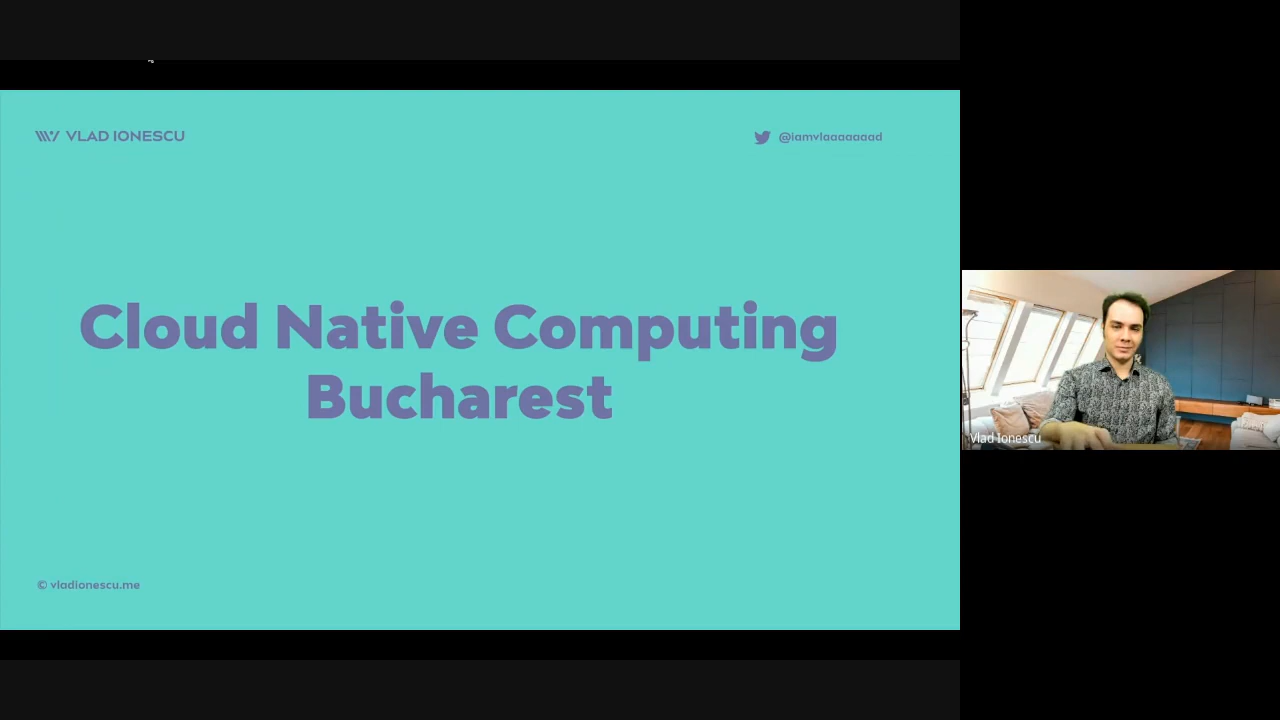 VLAD IONESCU
@iamvlaaaaaaad
Cloud Native Computing
Bucharest
Vlad Ionescu
© vladionescu.me